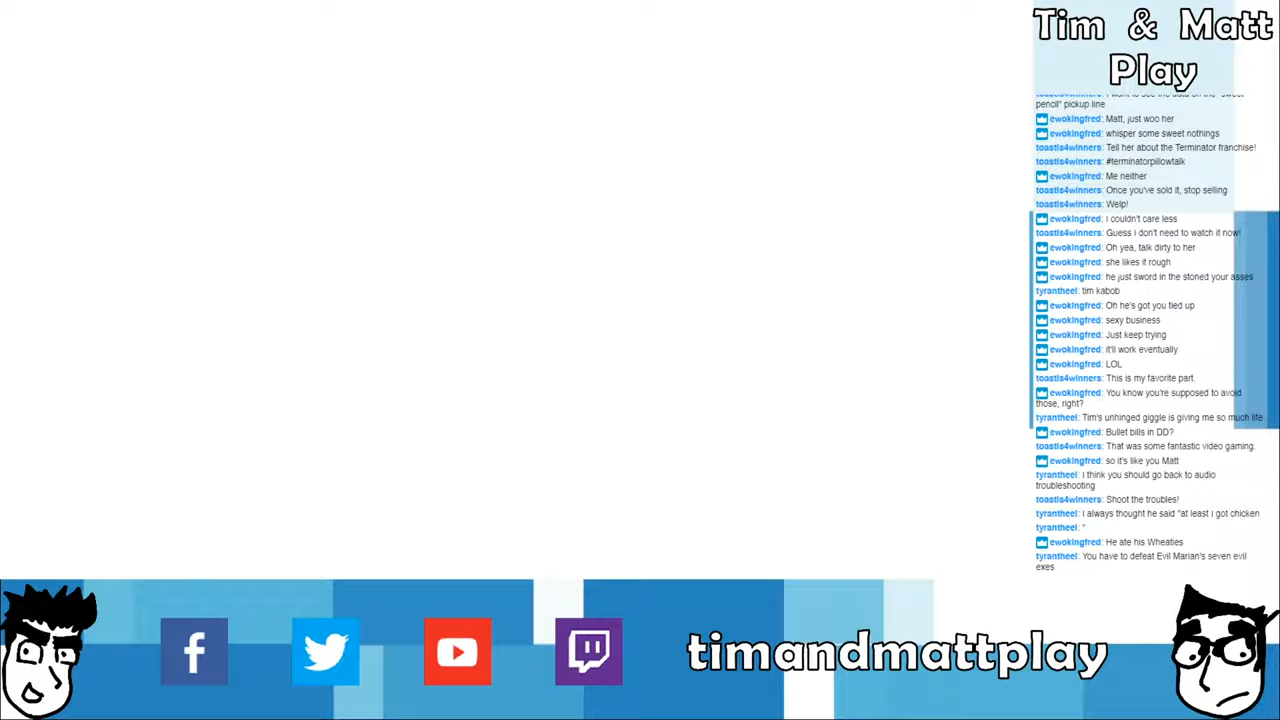 Tim & Matt
Play
toastis4winners: I want to see the on the "sweet
pencil" pickup line
ewokingfred: Matt, just woo her
ewokingfred: whisper some sweet nothings
toastis4winners: Tell her about the Terminator franchise!
toastis4winners: #terminatorpillowtalk
ewokingfred: Me neither
toastis4winners: Once you've sold it, stop selling
toastis4winners: Welp!
ewokingfred: I couldn't care less
toastis4winners: Guess I don't need to watch it now!
ewokingfred: Oh yea, talk dirty to her
ewokingfred: she likes it rough
ewokingfred: he just sword in the stoned your asses
tyrantheel: tim kabob
ewokingfred: Oh he's got you tied up
ewokingfred: sexy business
ewokingfred: Just keep trying
ewokingfred: it'll work eventually
ewokingfred: LOL
toastis4winners: This is my favorite part.
ewokingfred: You know you're supposed to avoid
those, right?
tyrantheel: Tim's unhinged giggle is giving me so much life
ewokingfred: Bullet bills in DD?
toastis4winners: That was some fantastic video gaming.
ewokingfred: so it's like you Matt
tyrantheel: I think you should go back to audio
troubleshooting
toastis4winners: Shoot the troubles!
tyrantheel: I always thought he said "at least I got chicken
tyrantheel: "
ewokingfred: He ate his Wheaties
tyrantheel: You have to defeat Evil Marian's seven evil
exes
timandmattplay